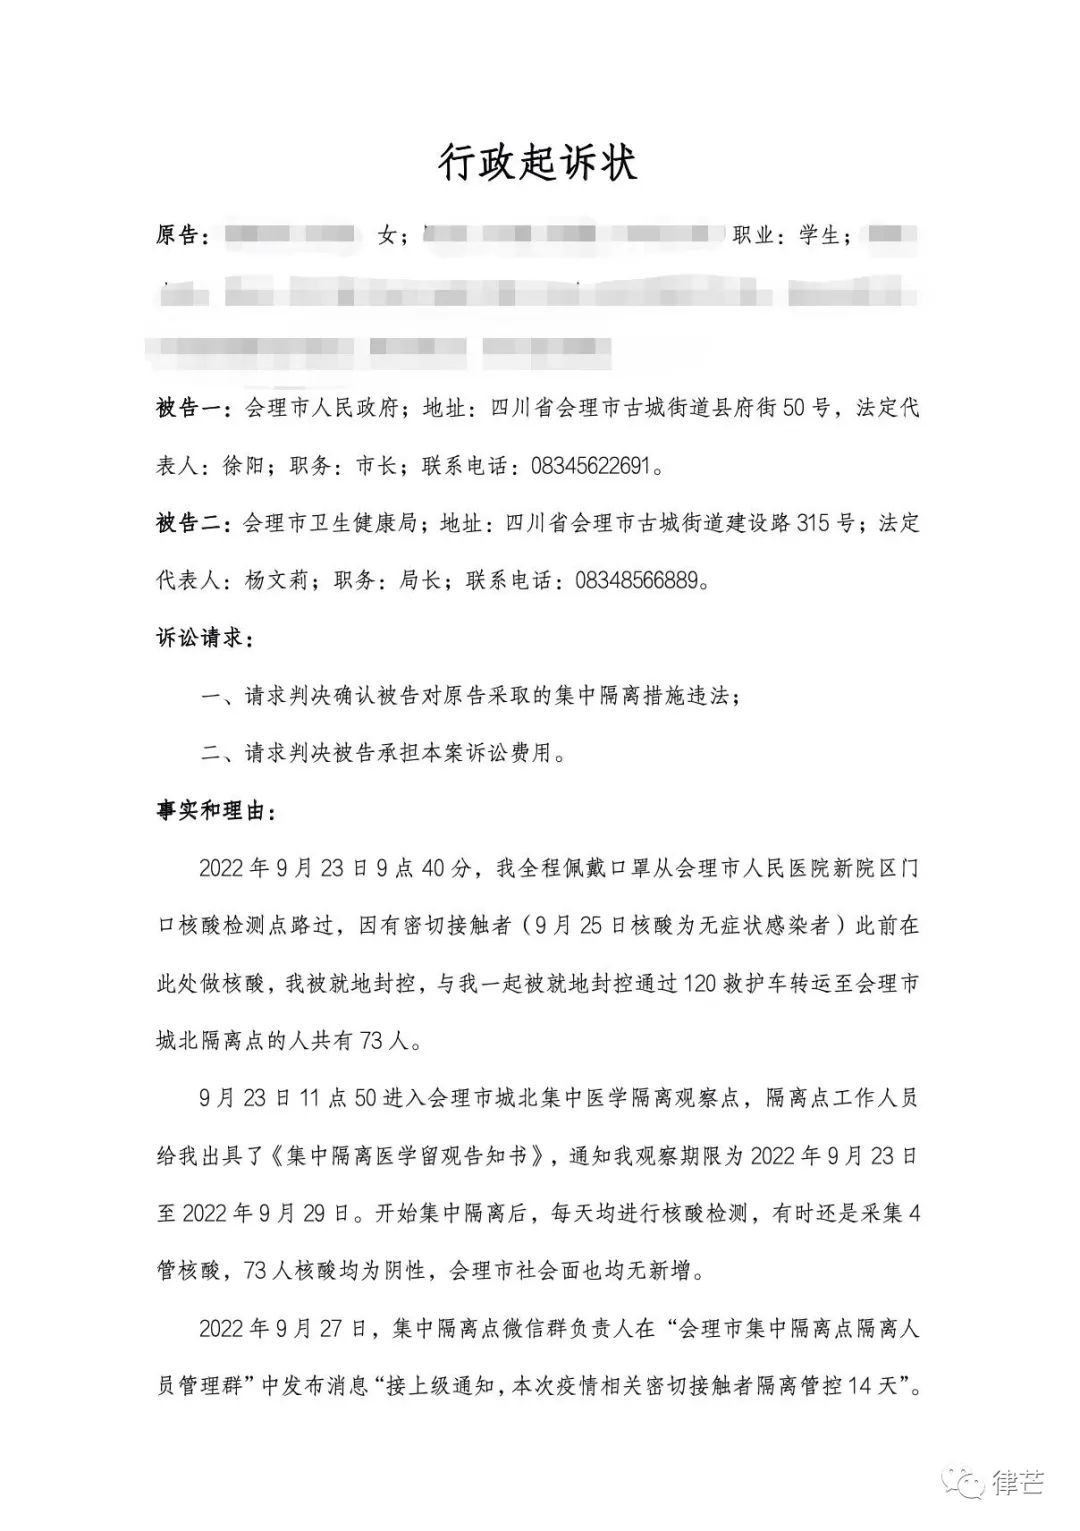 行政起诉状
原告： 女； 职业：学生；
被告一：会理市人民政府；地址：四川省会理市古城街道县府街50号，法定代
表人：徐阳；职务：市长；联系电话：08345622691。
被告二：会理市卫生健康局；地址：四川省会理市古城街道建设路315号；法定
代表人：杨文莉；职务：局长；联系电话：08348566889。
诉讼请求：
一、请求判决确认被告对原告采取的集中隔离措施违法；
二、请求判决被告承担本案诉讼费用。
事实和理由：
2022年9月23日9点40分，我全程佩戴口罩从会理市人民医院新院区门
口核酸检测点路过，因有密切接触者（9月25日核酸为无症状感染者）此前在
此处做核酸，我被就地封控，与我一起被就地封控通过120救护车转运至会理市
城北隔离点的人共有73人。
9月23日11点50进入会理市城北集中医学隔离观察点，隔离点工作人员
给我出具了《集中隔离医学留观告知书》，通知我观察期限为2022年9月23日
至2022年9月29日。开始集中隔离后，每天均进行核酸检测，有时还是采集4
管核酸，73人核酸均为阴性，会理市社会面也均无新增。
2022年9月27日，集中隔离点微信群负责人在“会理市集中隔离点隔离人
员管理群”中发布消息“接上级通知，本次疫情相关密切接触者隔离管控14天”。
律芒